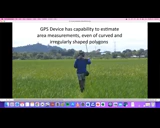 GPS Device has capability to estimate
area measurements, even of curved and
irregularly shaped polygons